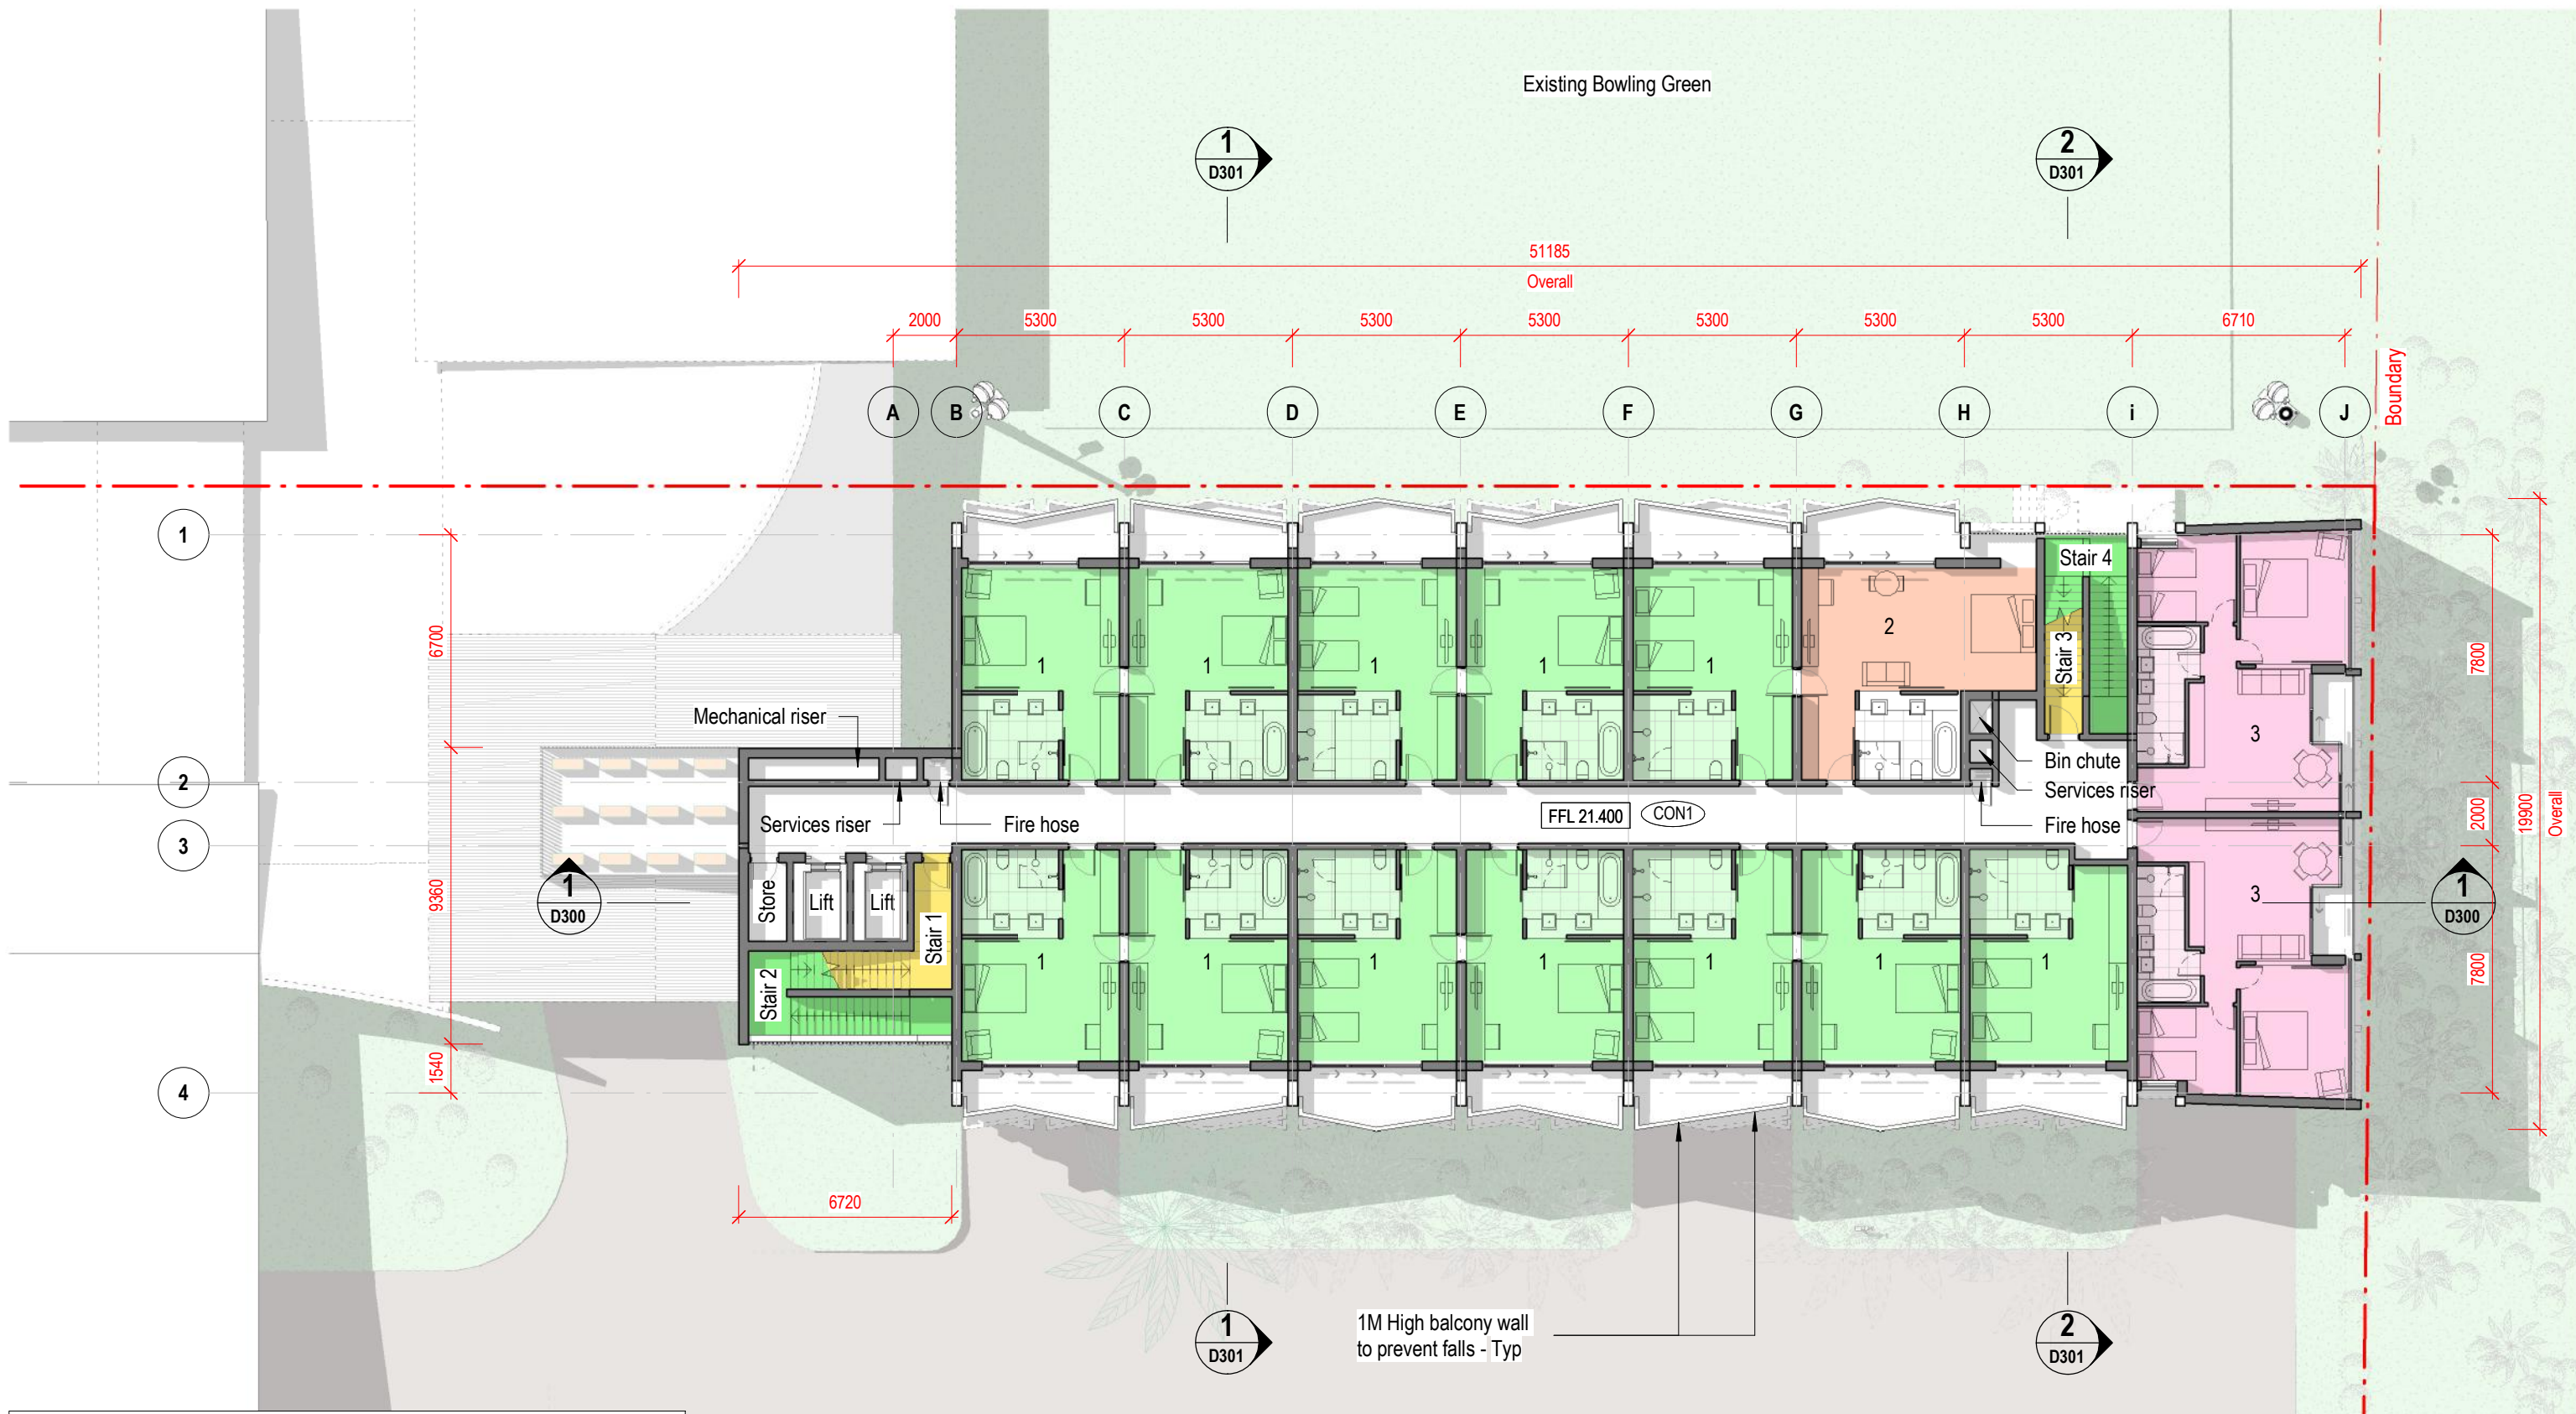 Existing Bowling Green
1
D301
2
D301
51185
Overall
2000
5300
5300
5300
5300
5300
5300
5300
6710
Boundary
A
B
C
D
E
F
G
H
i
J
1
2
3
4
6700
9360
1540
7800
2000
7800
19900
Overall
Stair 4
Stair 3
1
1
1
1
1
2
3
Mechanical riser
Bin chute
Services riser
Fire hose
Services riser
Fire hose
FFL 21.400
CON1
Store
Lift
Lift
Stair 1
Stair 2
1
1
1
1
1
1
1
3
1
D300
1
D300
6720
1M High balcony wall
to prevent falls - Typ
1
D301
2
D301